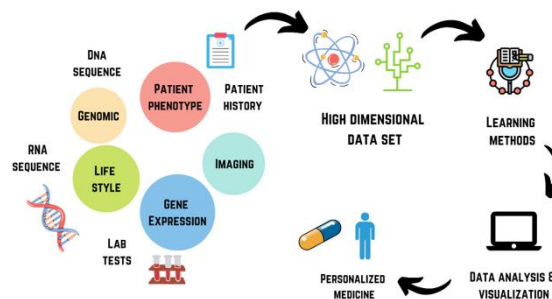 DNA
SEQUENCE
GENOMIC
PATIENT
PHENOTYPE
PATIENT
HISTORY
RNA
SEQUENCE
LIFE
STYLE
IMAGING
GENE
EXPRESSION
LAB
TESTS
HIGH DIMENSIONAL
DATA SET
LEARNING
METHODS
DATA ANALYSIS &
VISUALIZATION
PERSONALIZED
MEDICINE